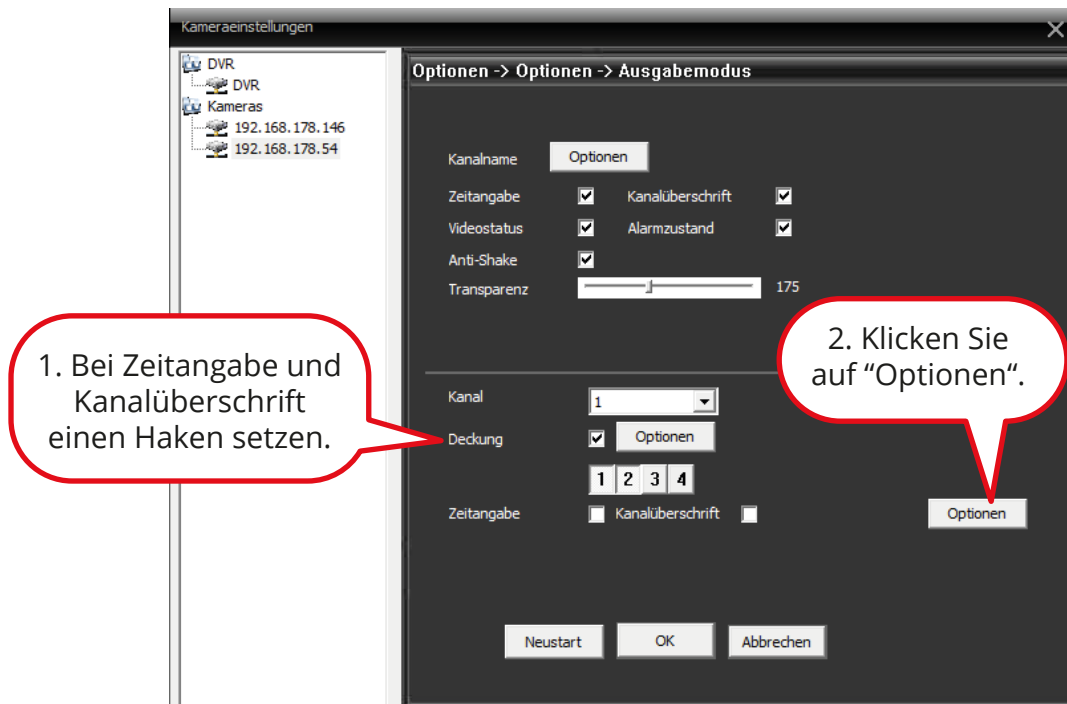 Kameraeinstellungen
DVR
DVR
Kameras
192.168.178.146
192.168.178.54
Optionen -> Optionen -> Ausgabemodus
Kanalname Optionen
Zeitangabe Kanalüberschrift
Videostatus Alarmzustand
Anti-Shake
Transparenz 175
1. Bei Zeitangabe und
Kanalüberschrift
einen Haken setzen.
2. Klicken Sie
auf “Optionen“.
Kanal 1
Deckung Optionen
1 2 3 4
Zeitangabe Kanalüberschrift Optionen
Neustart OK Abbrechen